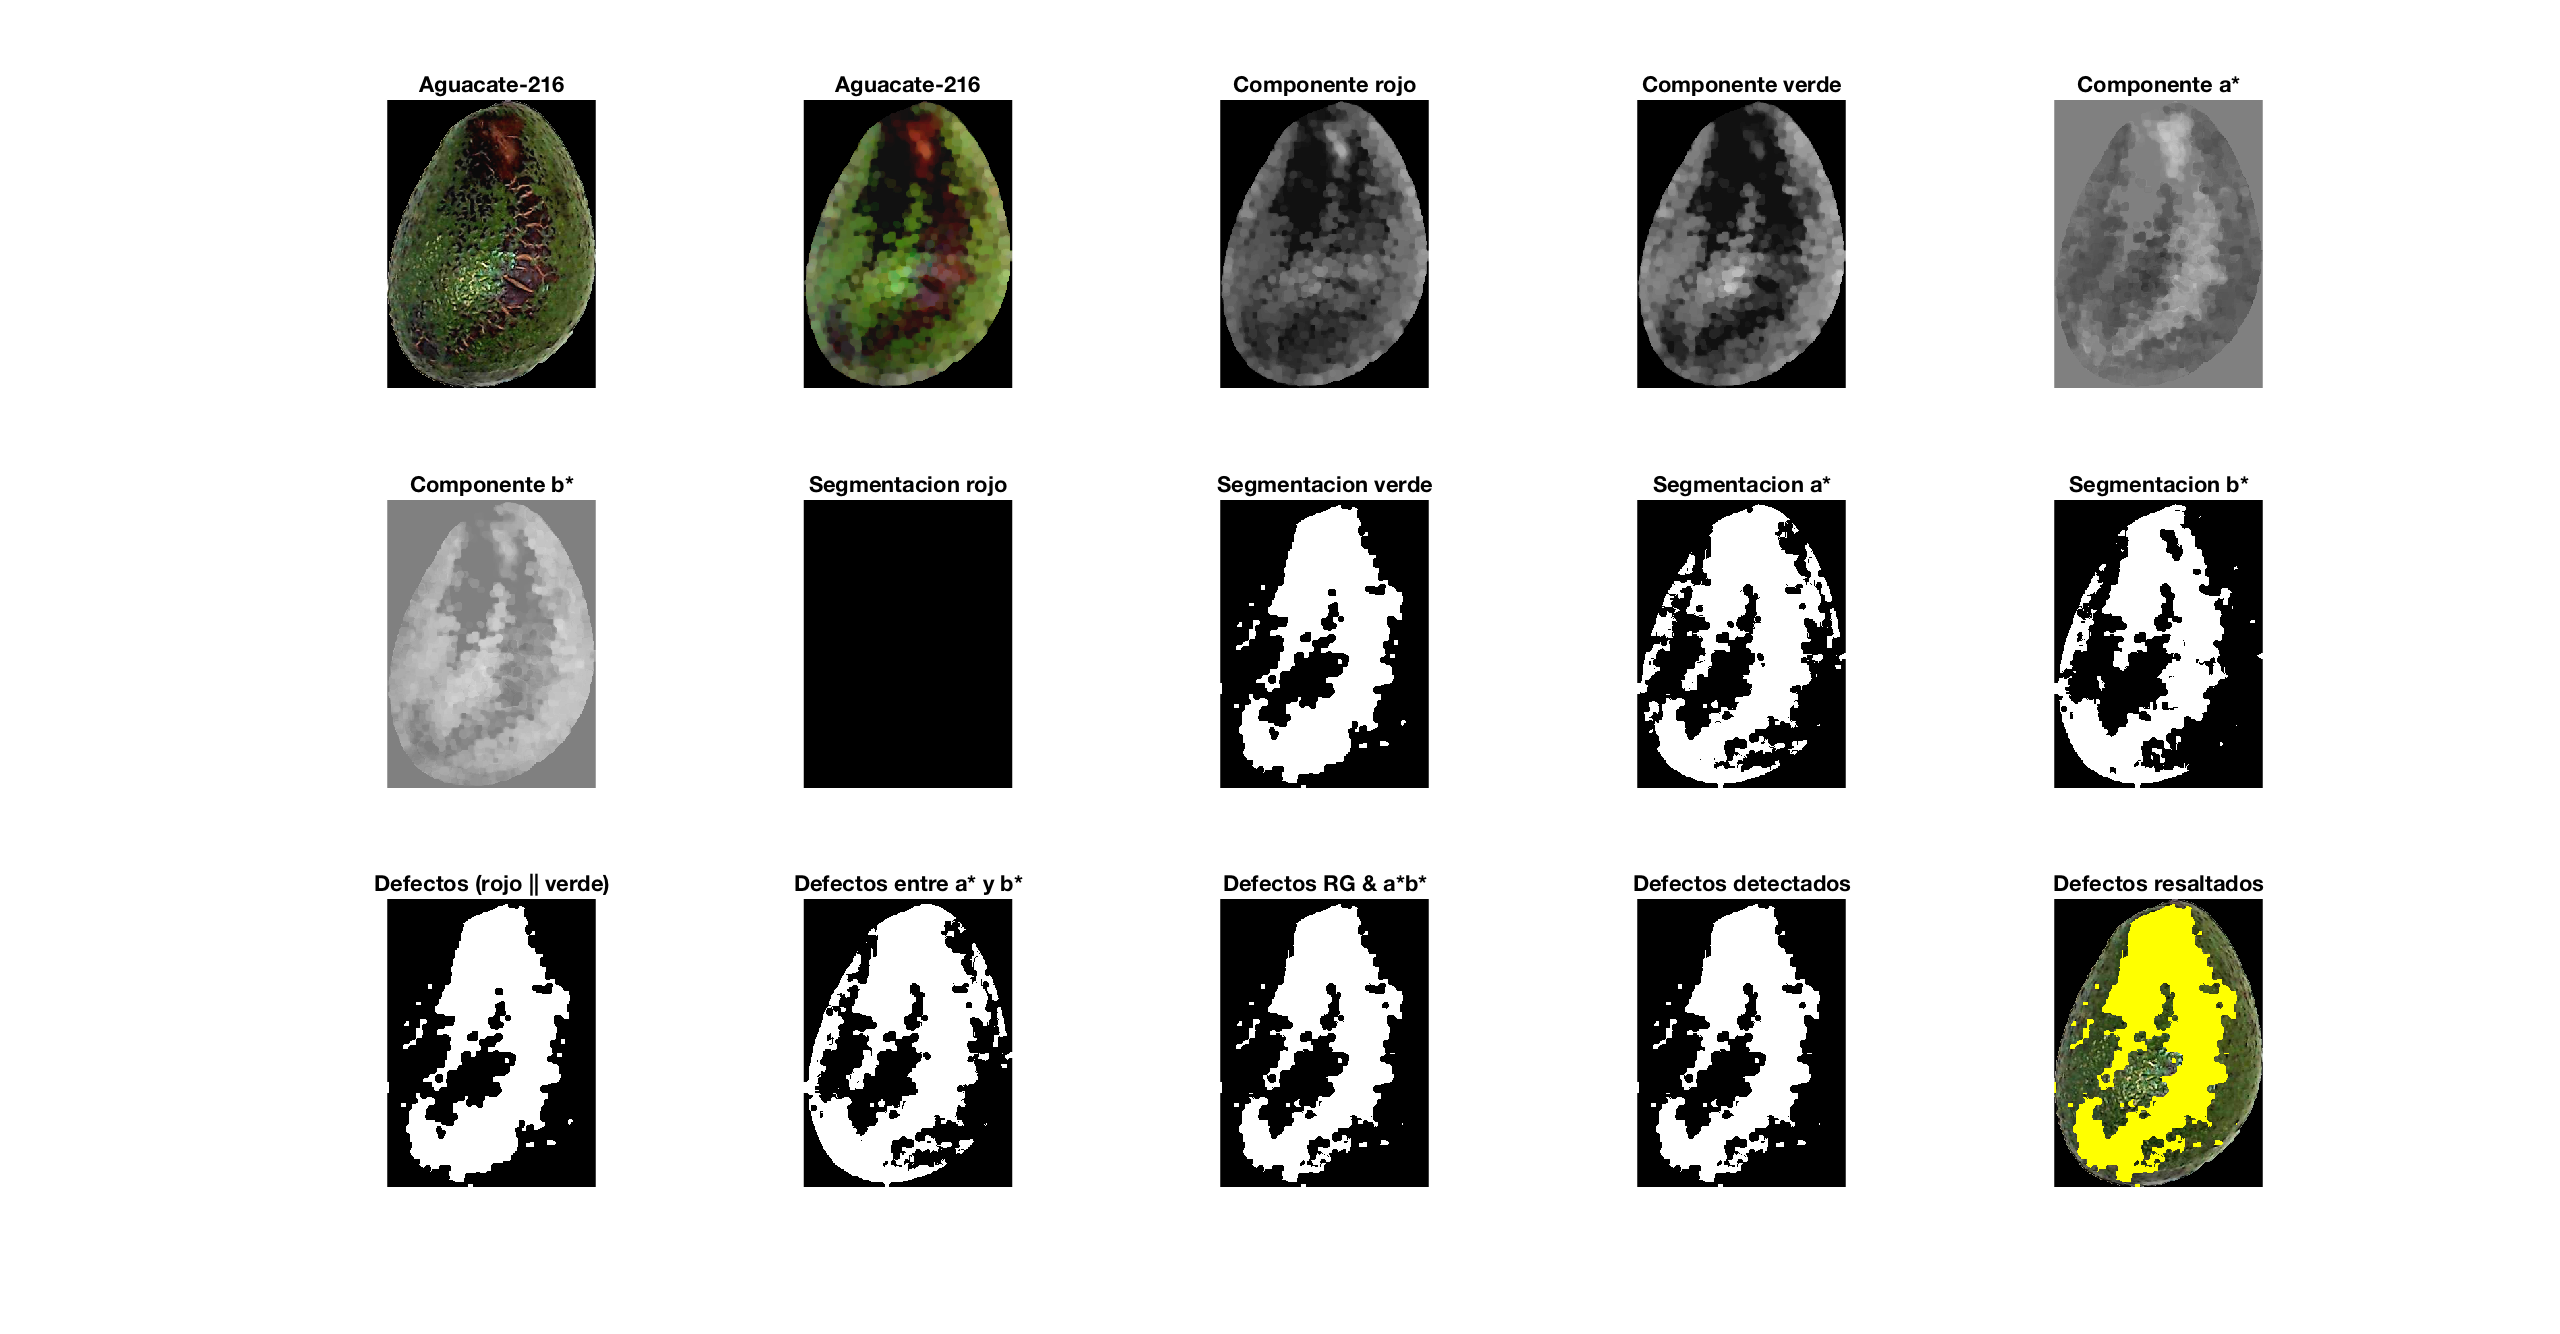 Aguacate-216
Aguacate-216
Componente rojo
Componente verde
Componente a*
Componente b*
Segmentacion rojo
Segmentacion verde
Segmentacion a*
Segmentacion b*
Defectos (rojo || verde)
Defectos entre a* y b*
Defectos RG & a*b*
Defectos detectados
Defectos resaltados